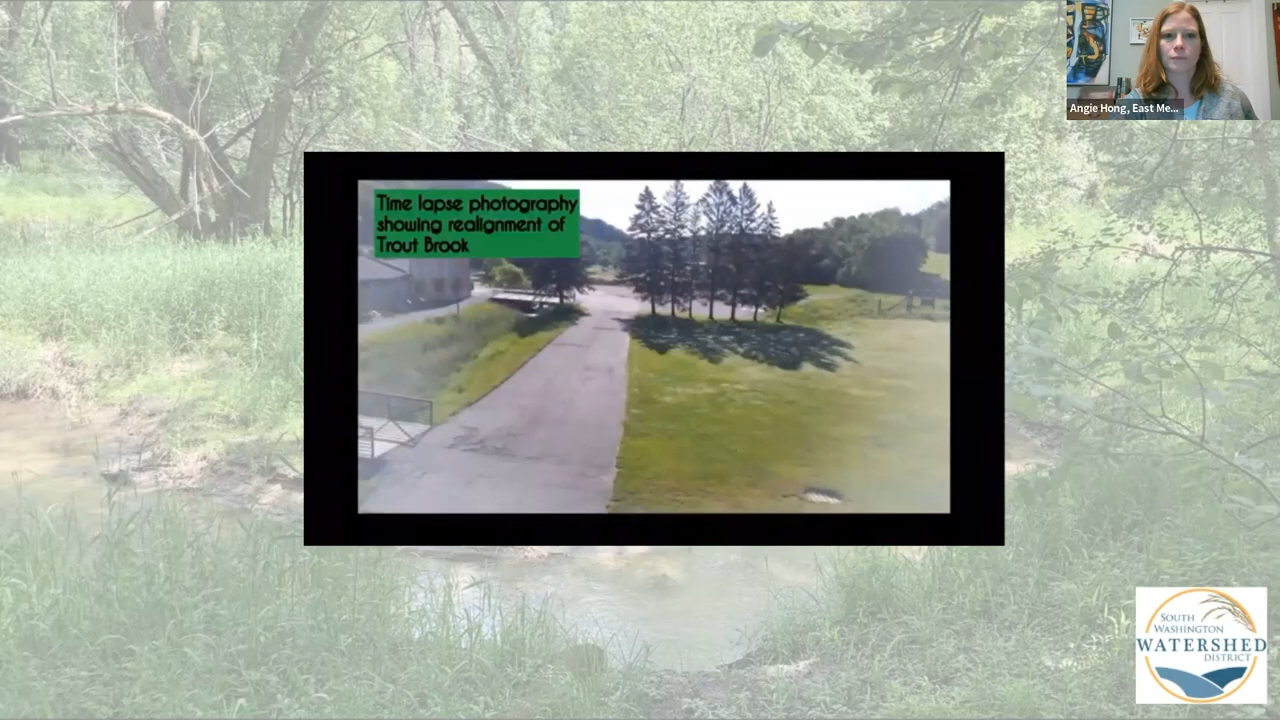 Angie Hong, East Me...
Time lapse photography
showing realignment of
Trout Brook
SOUTH
WASHINGTON
WATERSHED
DISTRICT